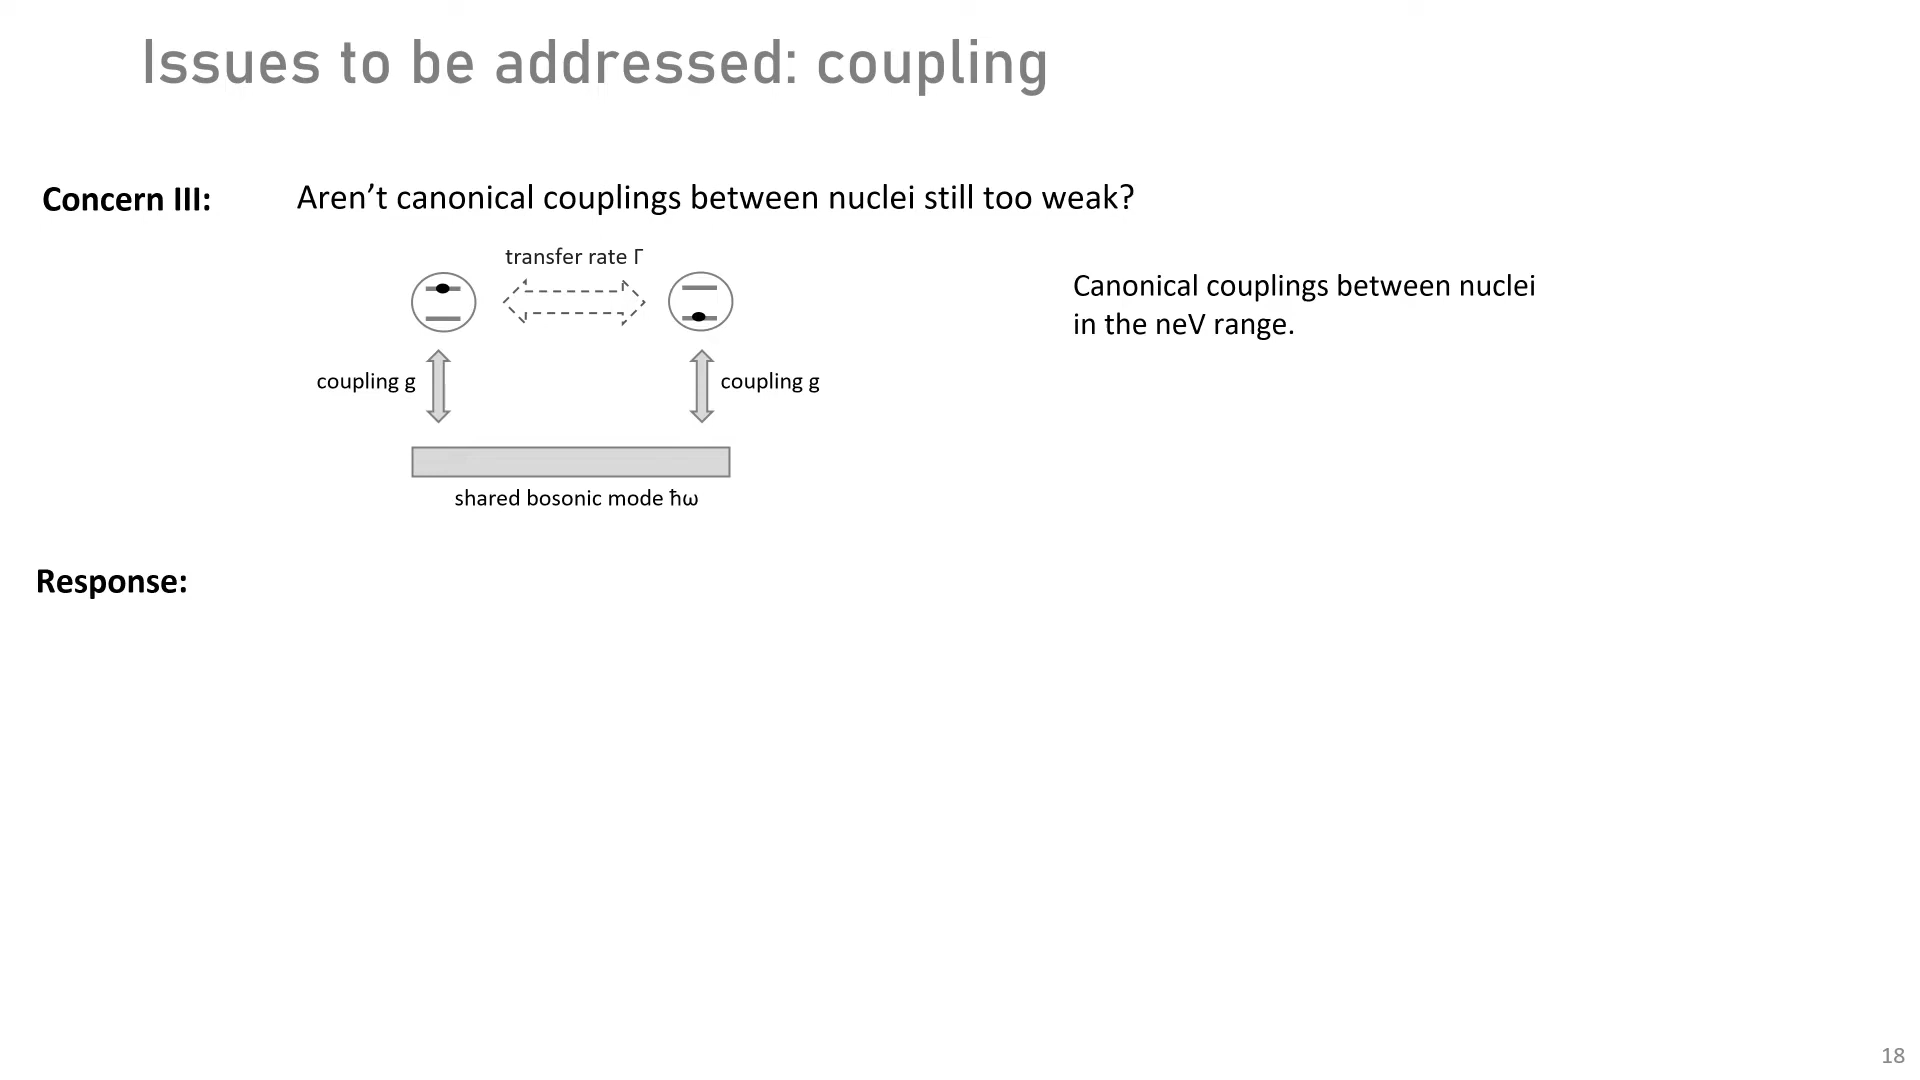 Issues to be addressed: coupling
Concern III:
Aren’t canonical couplings between nuclei still too weak?
transfer rate Γ
Canonical couplings between nuclei
in the neV range.
coupling g
coupling g
shared bosonic mode ħω
Response:
18